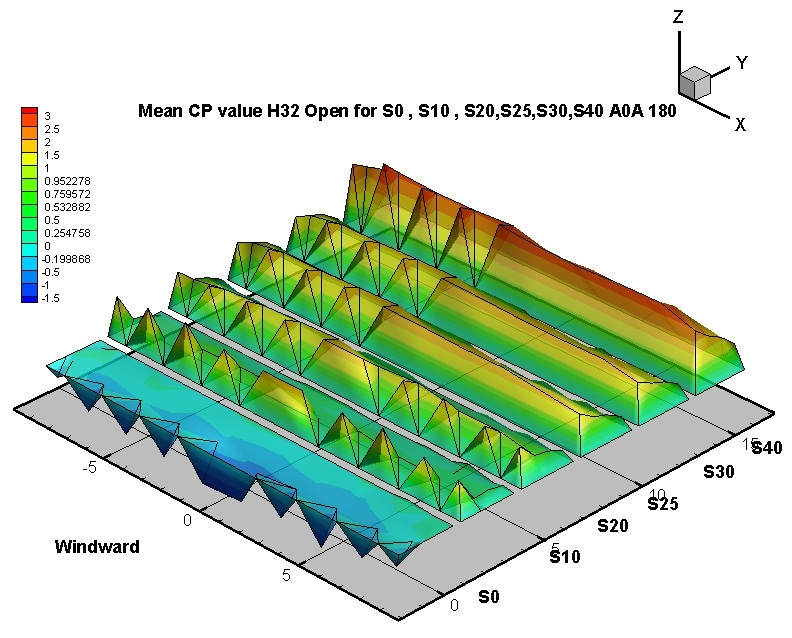 Z
Y
X
Mean CP value H32 Open for S0 , S10 , S20,S25,S30,S40 A0A 180
3
2.5
2
1.5
1
0.952278
0.759572
0.532882
0.5
0.254758
0
-0.199868
-0.5
-1
-1.5
-5
0
5
Windward
0
5
10
15
S0
S10
S20
S25
S30
S40